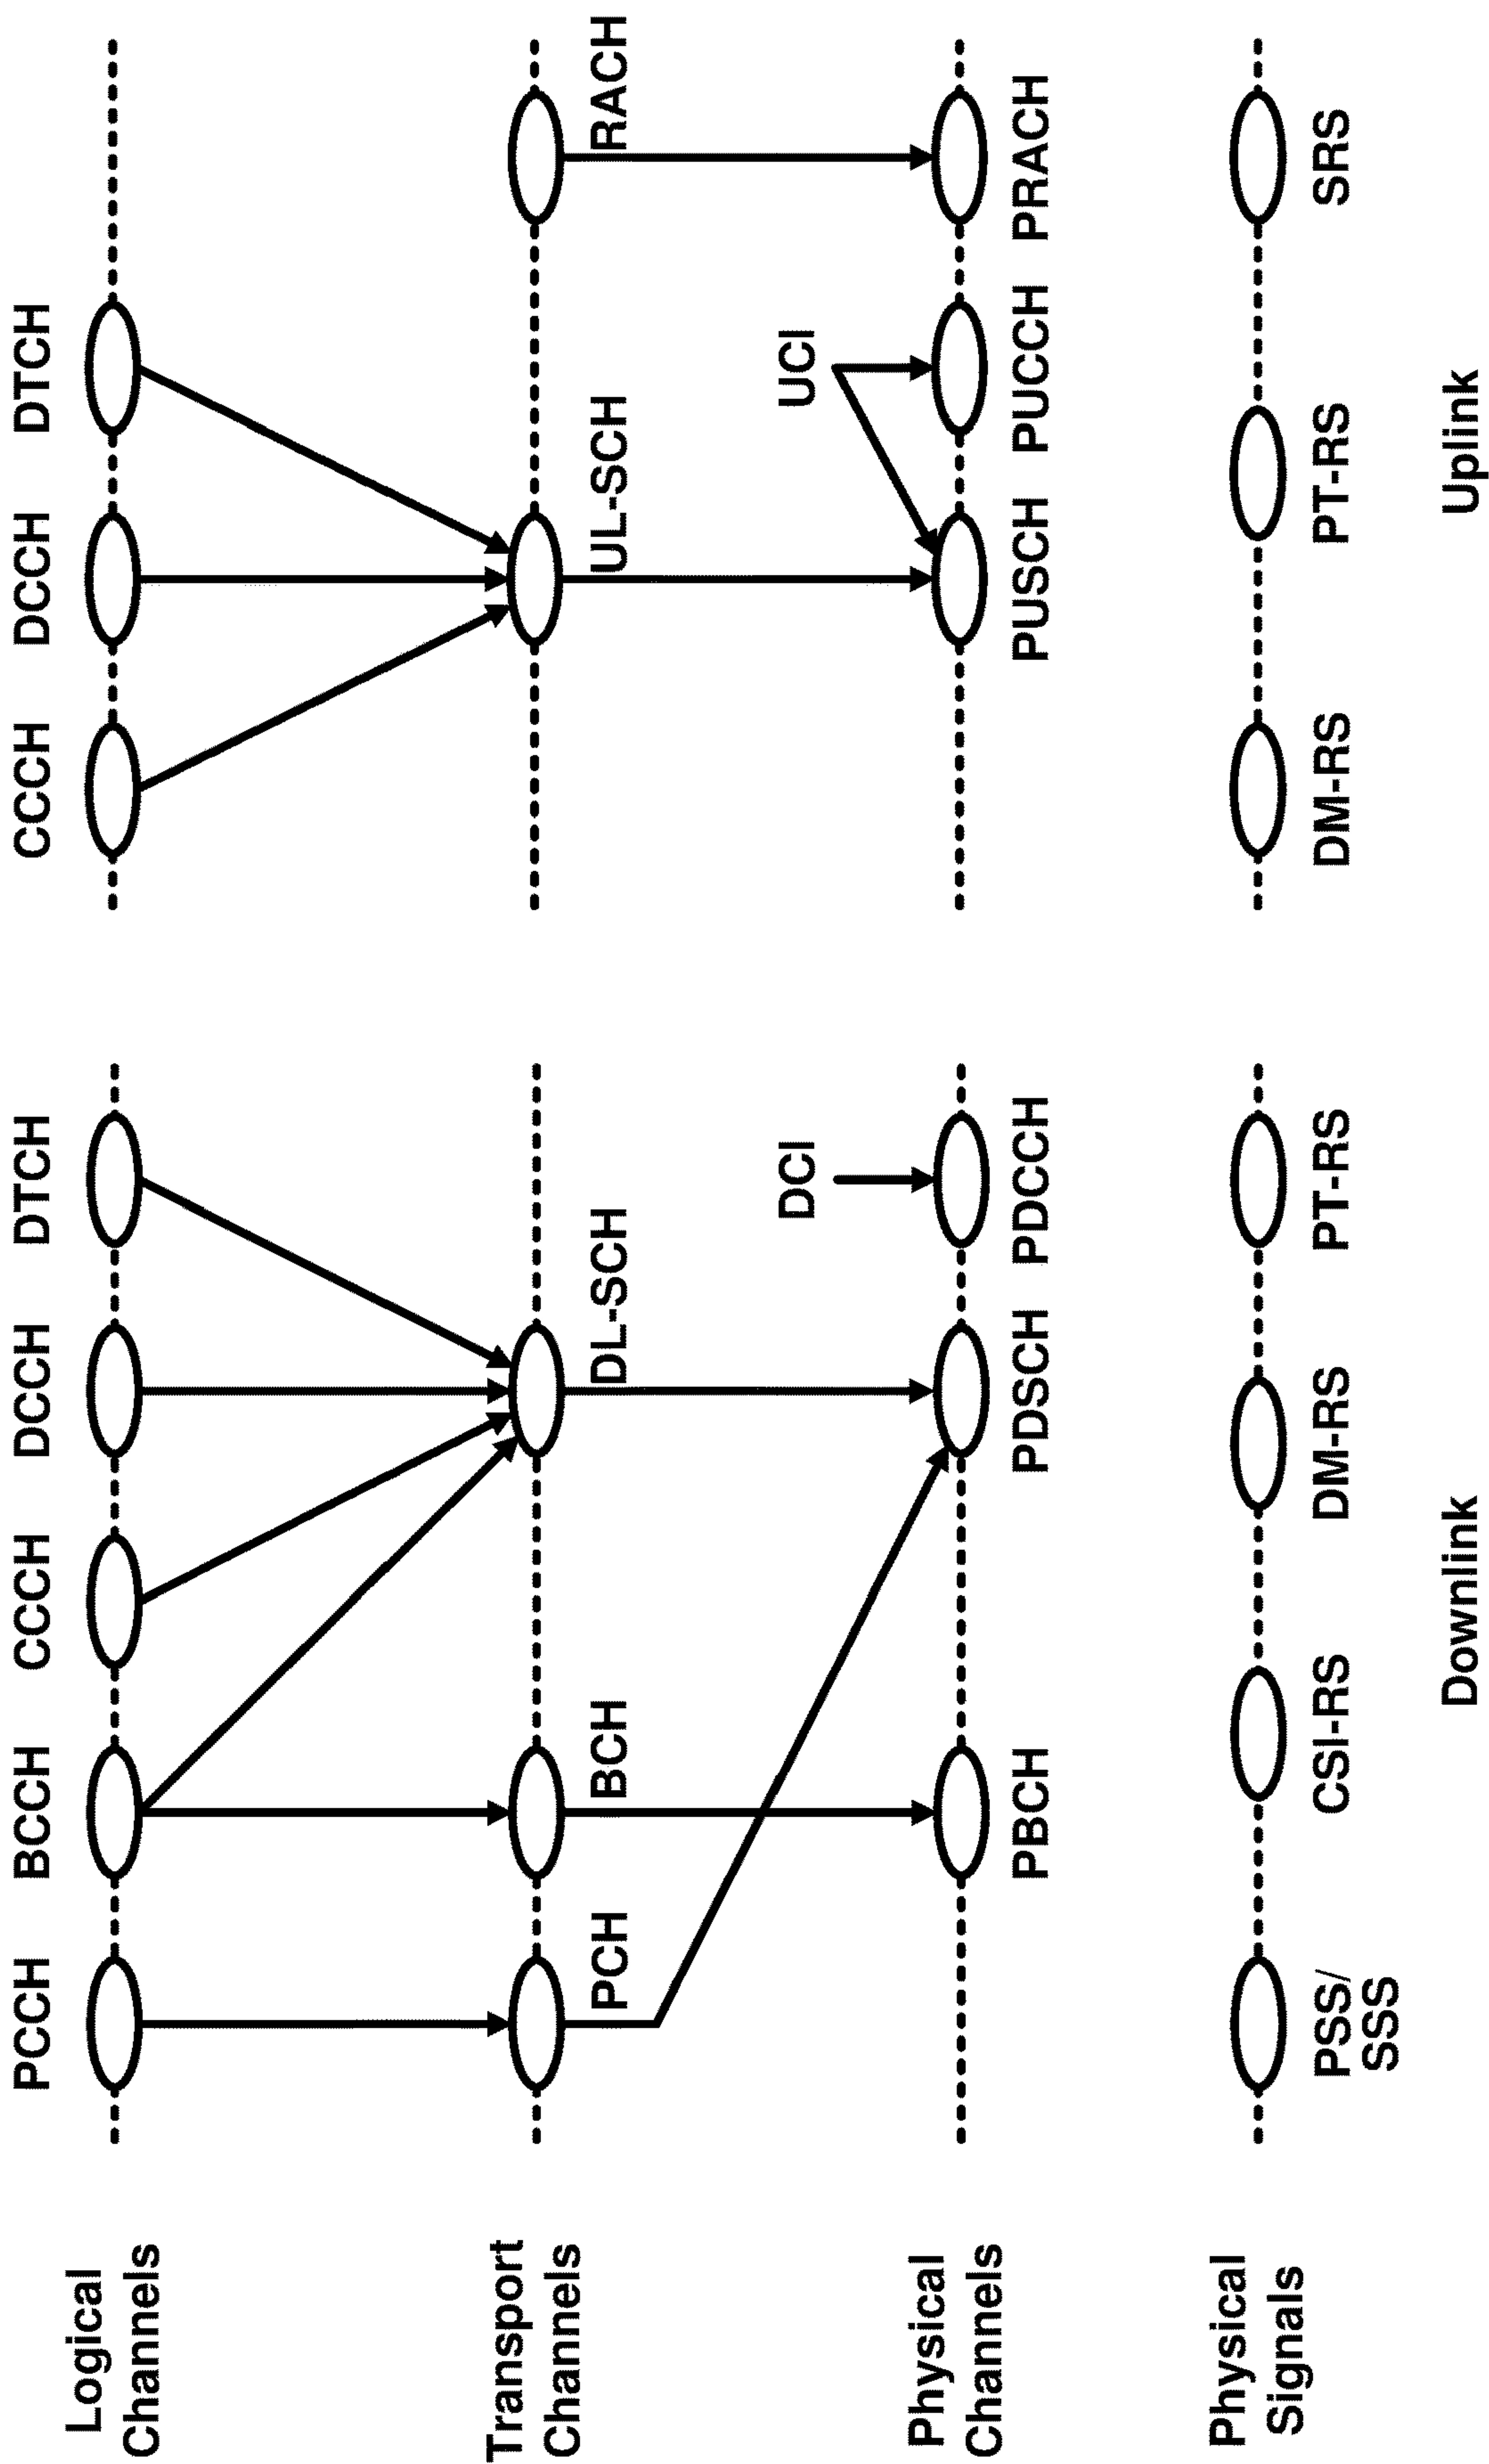 Logical
Channels
PCCH
BCCH
CCCH
DCCH
DTCH
CCCH
DCCH
DTCH
Transport
Channels
PCH
BCH
DL-SCH
UL-SCH
RACH
DCI
UCI
Physical
Channels
PBCH
PDSCH
PDCCH
PUSCH
PUCCH
PRACH
Physical
Signals
PSS/
SSS
CSI-RS
DM-RS
PT-RS
DM-RS
PT-RS
SRS
Downlink
Uplink